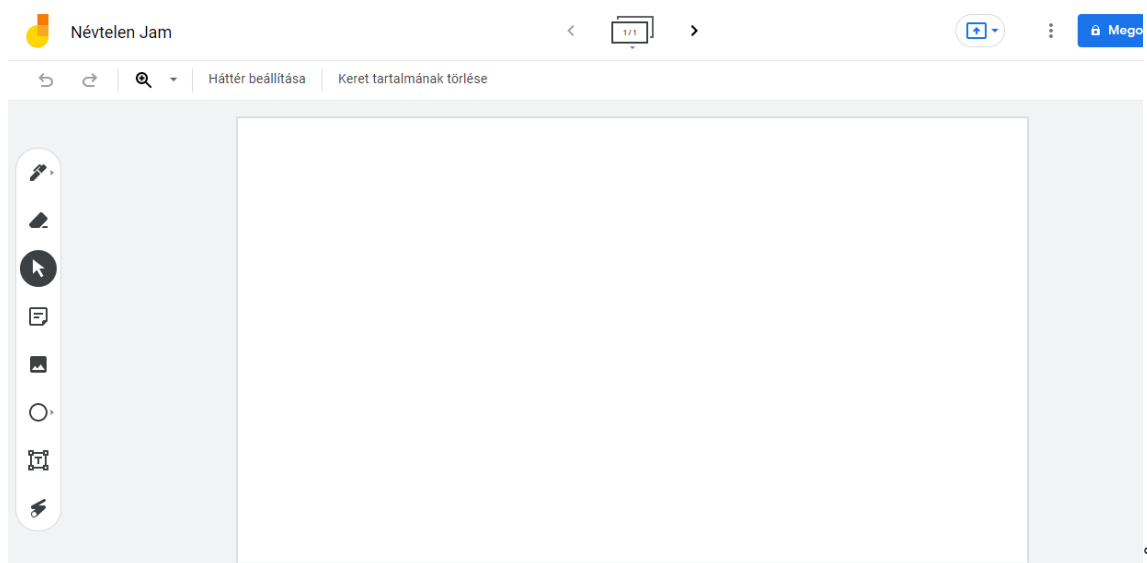 Névtelen Jam
1/1
Mego
Háttér beállítása
Keret tartalmának törlése